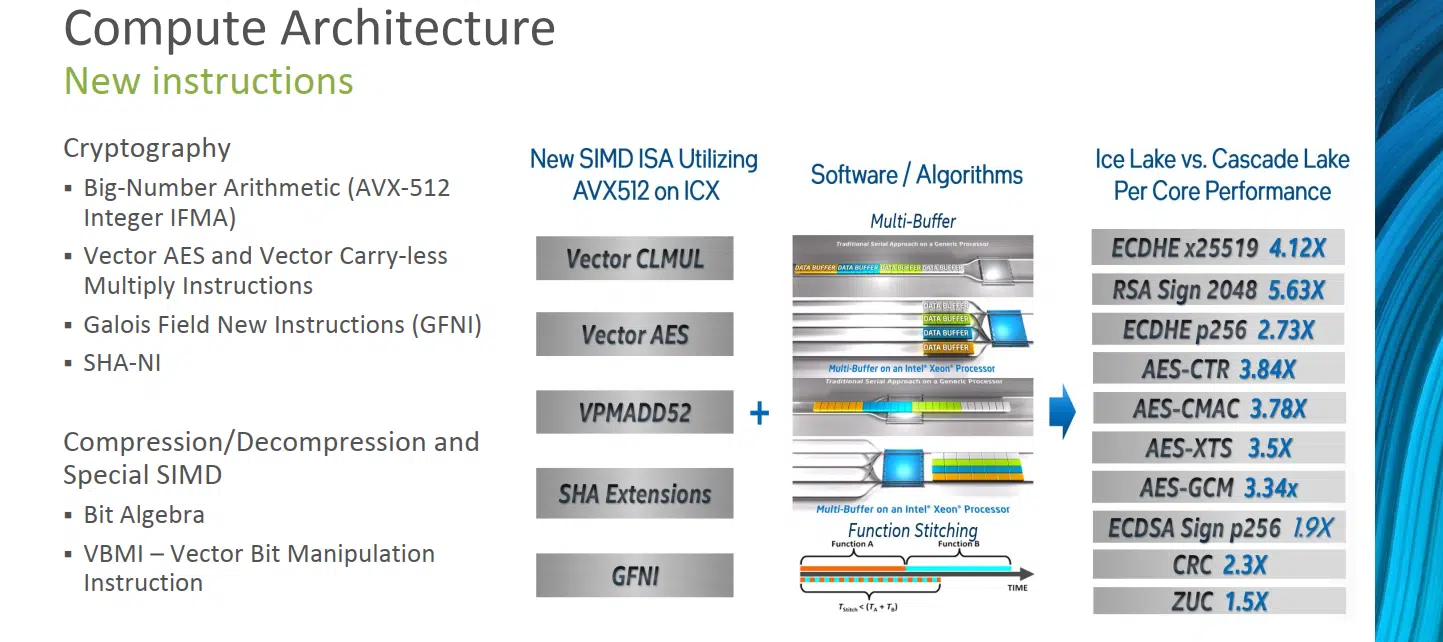 Compute Architecture
New instructions
Cryptography
▪ Big-Number Arithmetic (AVX-512
Integer IFMA)
▪ Vector AES and Vector Carry-less
Multiply Instructions
▪ Galois Field New Instructions (GFNI)
▪ SHA-NI
Compression/Decompression and
Special SIMD
▪ Bit Algebra
▪ VBMI – Vector Bit Manipulation
Instruction
New SIMD ISA Utilizing
AVX512 on ICX
Vector CLMUL
Vector AES
VPMADD52
SHA Extensions
GFNI
+
Software / Algorithms
Multi-Buffer
Traditional Serial Approach on a Generic Processor
DATA BUFFER DATA BUFFER DATA BUFFER DATA BUFFER
DATA BUFFER
DATA BUFFER
DATA BUFFER
DATA BUFFER
Multi-Buffer on an Intel® Xeon® Processor
Traditional Serial Approach on a Generic Processor
Multi-Buffer on an Intel® Xeon® Processor
Function Stitching
Function A Function B
TIME
TStitch < (TA + TB)
Ice Lake vs. Cascade Lake
Per Core Performance
ECDHE x25519 4.12X
RSA Sign 2048 5.63X
ECDHE p256 2.73X
AES-CTR 3.84X
AES-CMAC 3.78X
AES-XTS 3.5X
AES-GCM 3.34x
ECDSA Sign p256 1.9X
CRC 2.3X
ZUC 1.5X